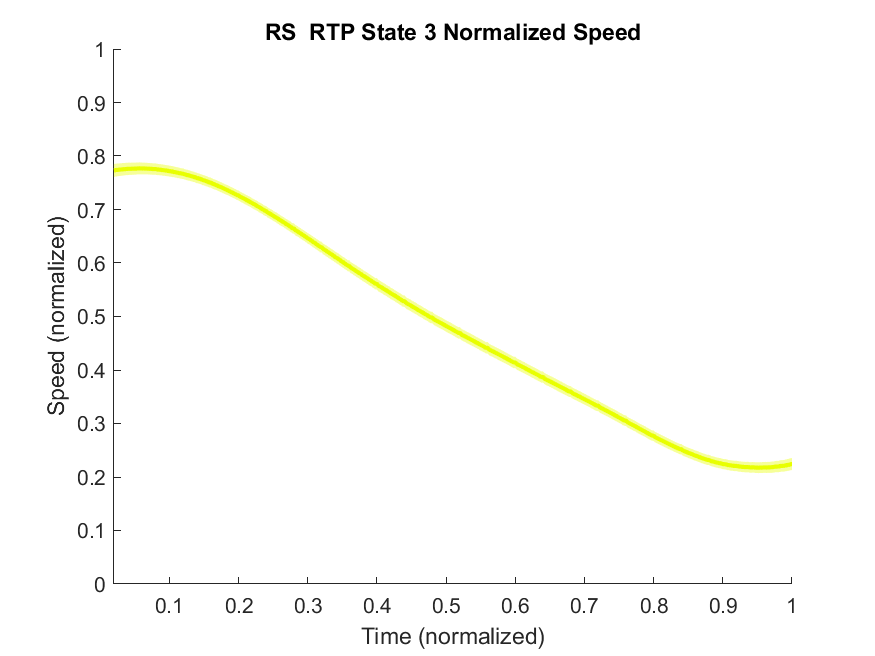 RS  RTP State 3 Normalized Speed
1
0.9
0.8
0.7
0.6
0.5
0.4
0.3
0.2
0.1
0
Speed (normalized)
0.1 0.2 0.3 0.4 0.5 0.6 0.7 0.8 0.9 1
Time (normalized)